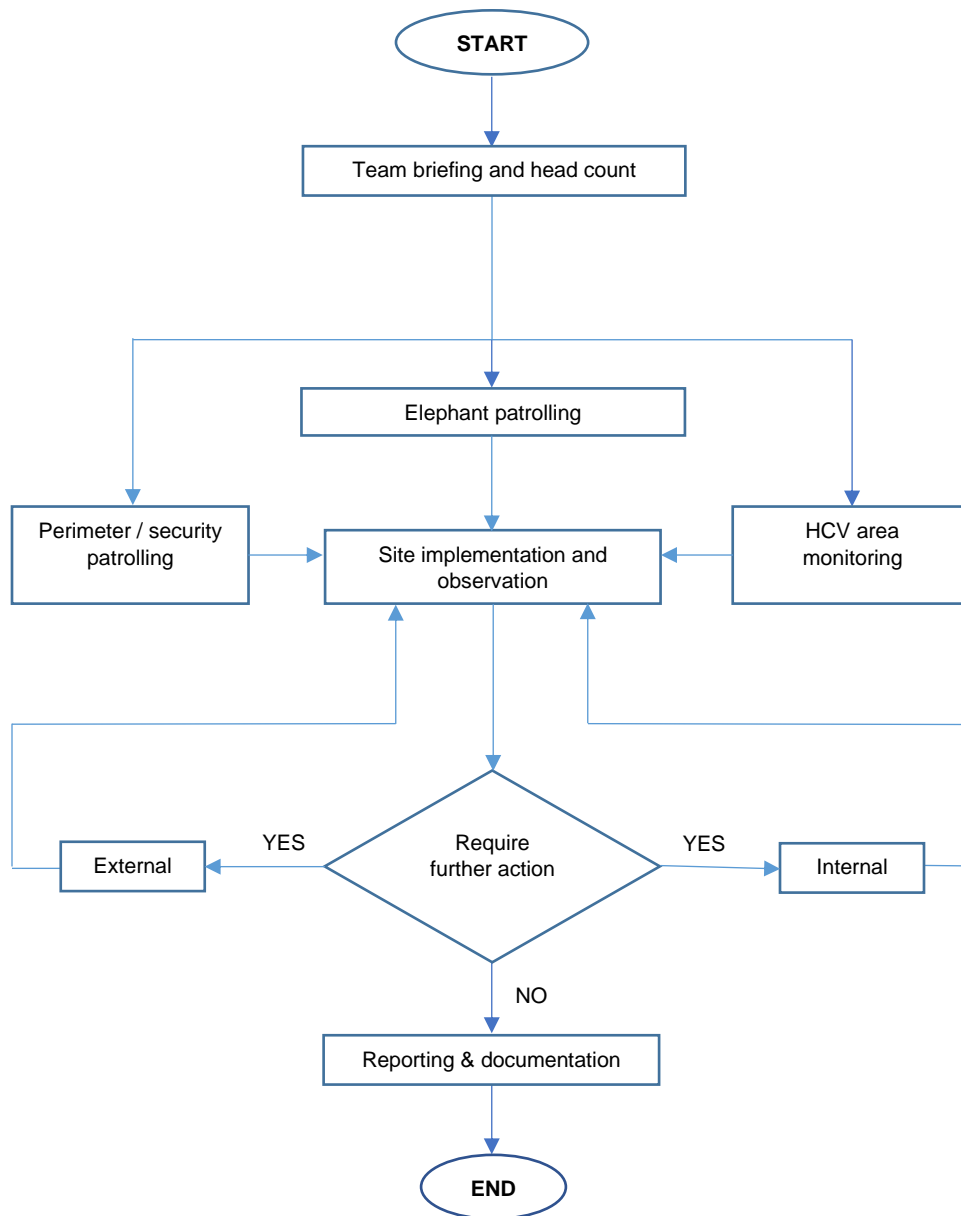 START
Team briefing and head count
Elephant patrolling
Perimeter / security
patrolling
Site implementation and
observation
HCV area
monitoring
YES
External
Require
further action
YES
Internal
NO
Reporting & documentation
END